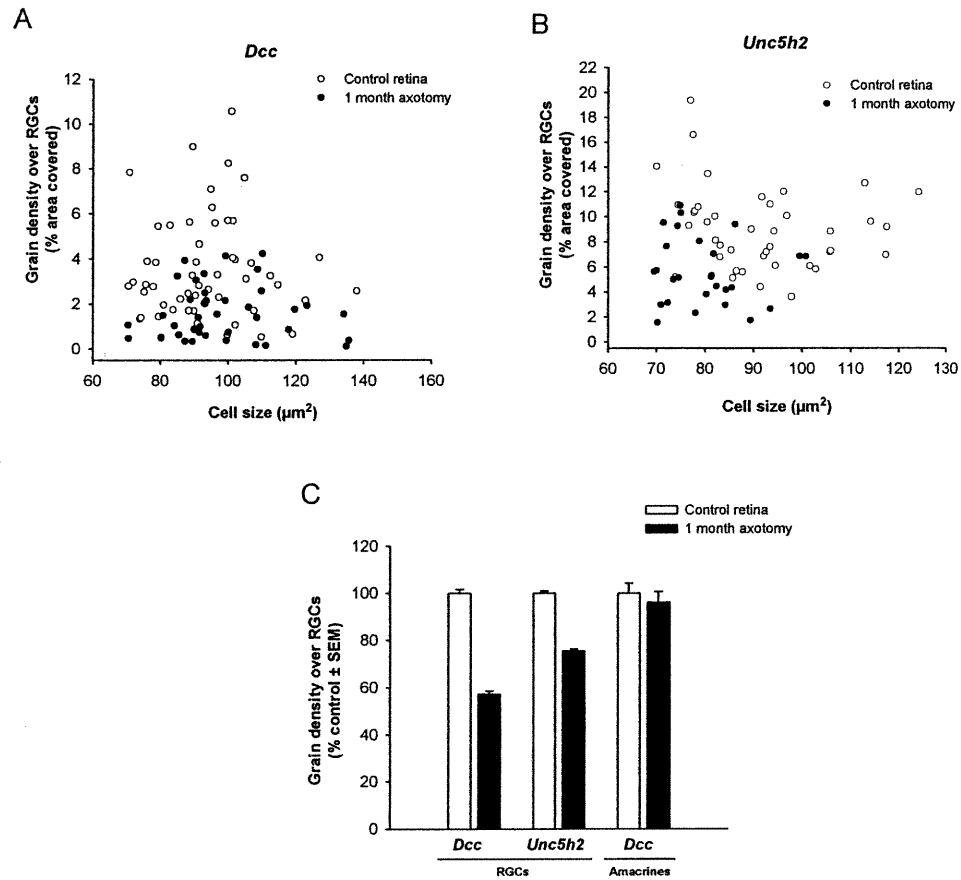 A
Dcc
Control retina
1 month axotomy
Grain density over RGCs
(% area covered)
12
10
8
6
4
2
0
60 80 100 120 140 160
Cell size (µm²)
B
Unc5h2
Control retina
1 month axotomy
Grain density over RGCs
(% area covered)
22
20
18
16
14
12
10
8
6
4
2
0
60 70 80 90 100 110 120 130
Cell size (µm²)
C
Control retina
1 month axotomy
Grain density over RGCs
(% control ± SEM)
120
100
80
60
40
20
0
Dcc Unc5h2 Dcc
RGCs Amacrines